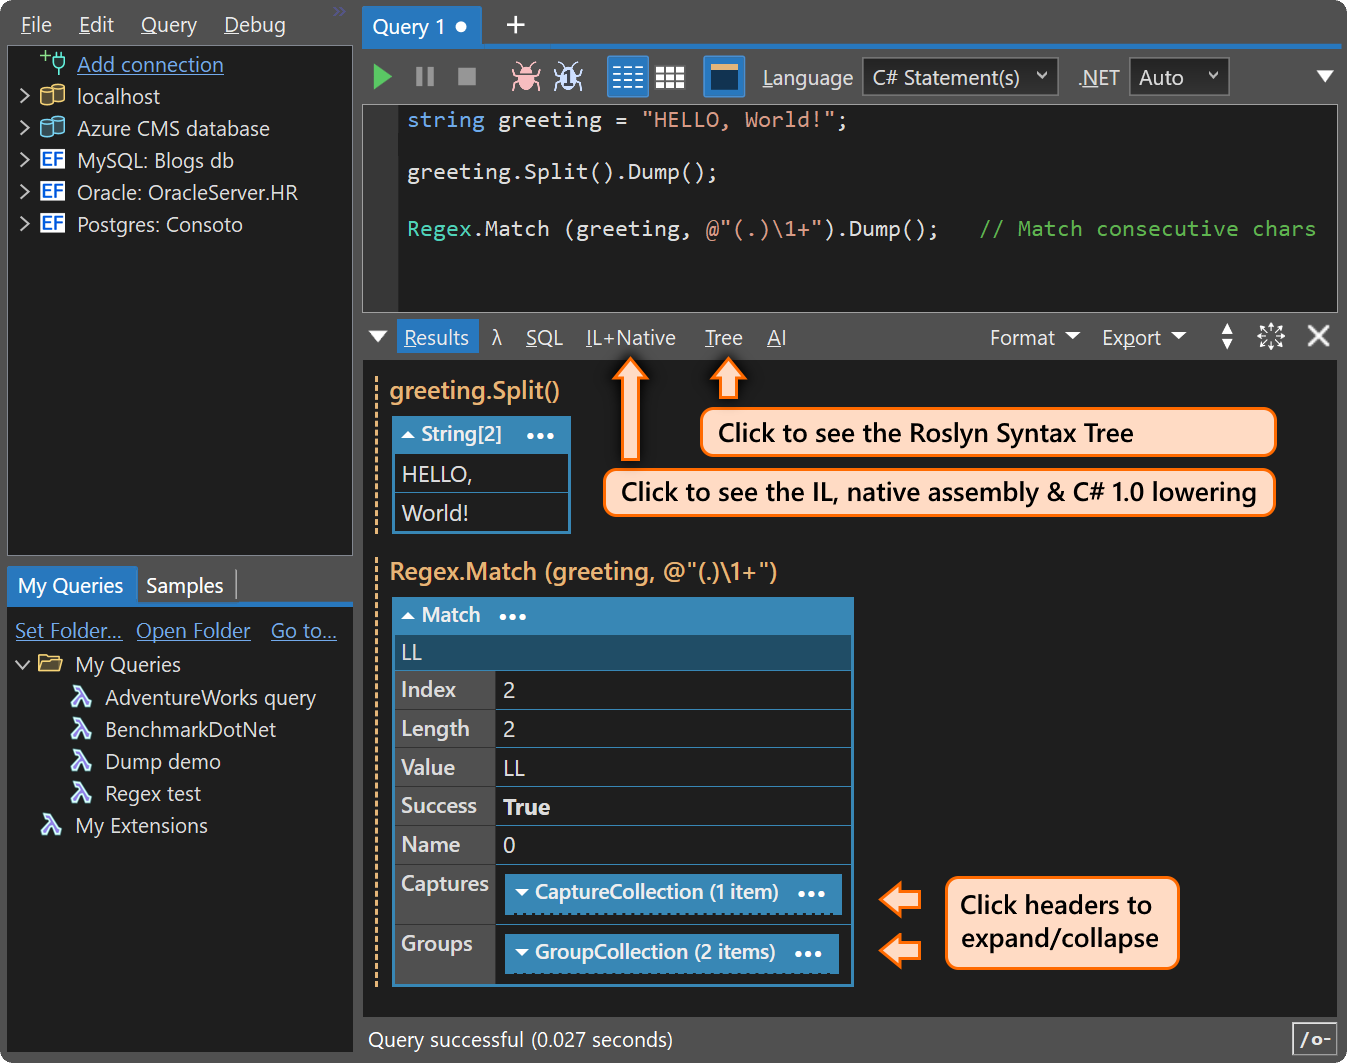 File Edit Query Debug »
Add connection
localhost
Azure CMS database
EF MySQL: Blogs db
EF Oracle: OracleServer.HR
EF Postgres: Consoto
My Queries Samples
Set Folder... Open Folder Go to...
My Queries
AdventureWorks query
BenchmarkDotNet
Dump demo
Regex test
My Extensions
Query 1 ● +
Language C# Statement(s) .NET Auto
string greeting = "HELLO, World!";
greeting.Split().Dump();
Regex.Match (greeting, @"(.)\1+").Dump(); // Match consecutive chars
Results λ SQL IL+Native Tree AI Format Export
greeting.Split()
String[2] •••
HELLO,
World!
Click to see the Roslyn Syntax Tree
Click to see the IL, native assembly & C# 1.0 lowering
Regex.Match (greeting, @"(.)\1+")
Match •••
LL
Index 2
Length 2
Value LL
Success True
Name 0
Captures CaptureCollection (1 item) •••
Groups GroupCollection (2 items) •••
Click headers to
expand/collapse
Query successful (0.027 seconds) /o-